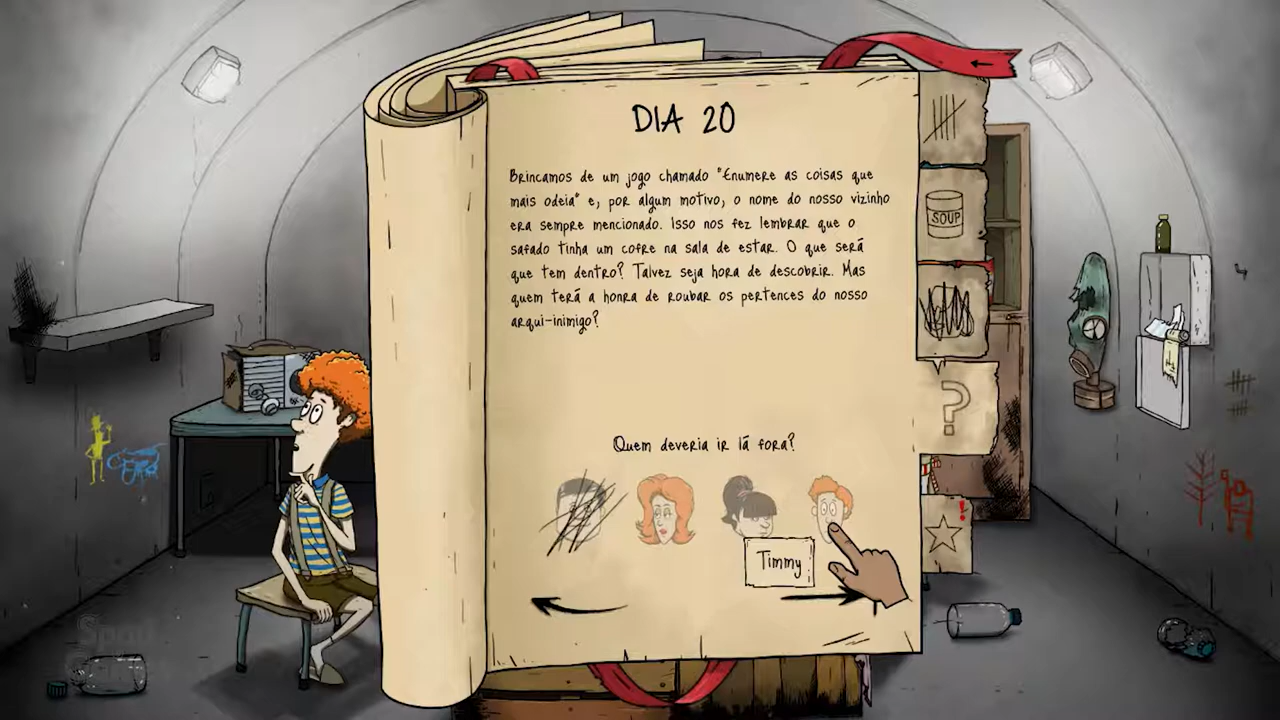 DIA 20
Brincamos de um jogo chamado "Enumere as coisas que
mais odeia" e, por algum motivo, o nome do nosso vizinho
era sempre mencionado. Isso nos fez lembrar que o
safado tinha um cofre na sala de estar. O que será
que tem dentro? Talvez seja hora de descobrir. Mas
quem terá a honra de roubar os pertences do nosso
arqui-inimigo?
SOUP
?
Quem deveria ir lá fora?
!
Timmy